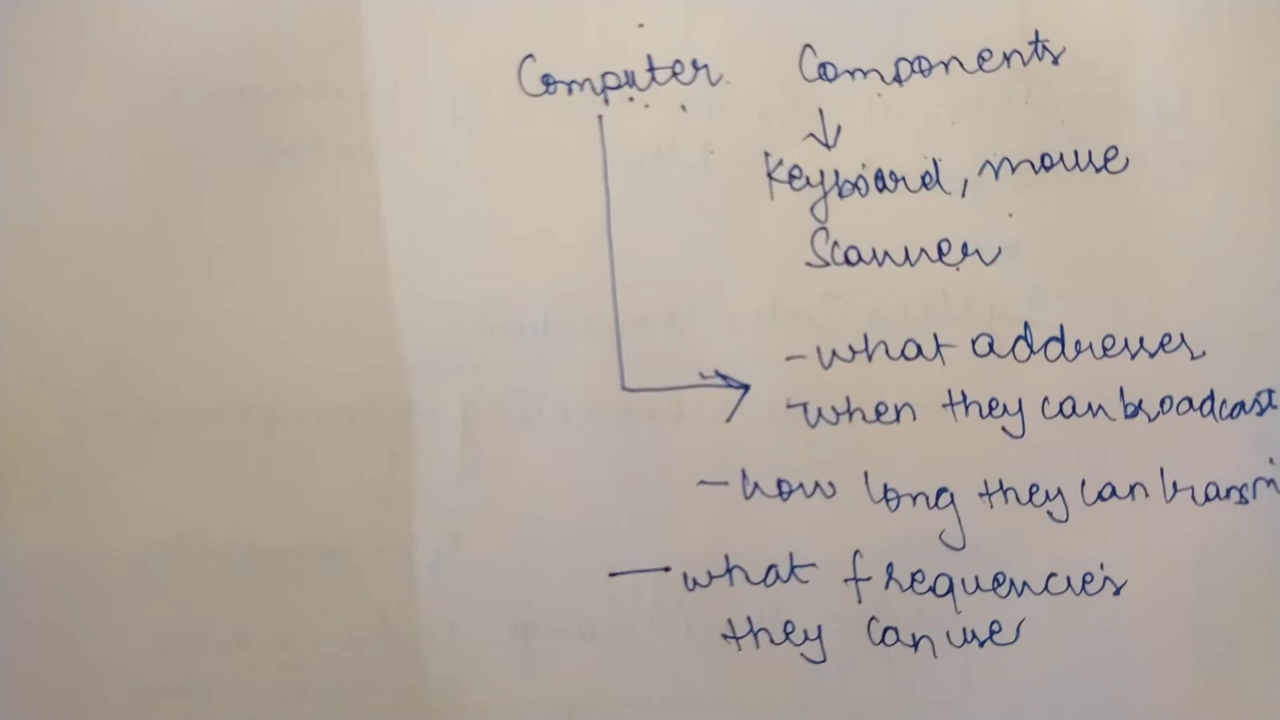 Computer Components
Keyboard, mouse
Scanner
- what addresses
- when they can broadcast
- how long they can
- what frequencies
they can use